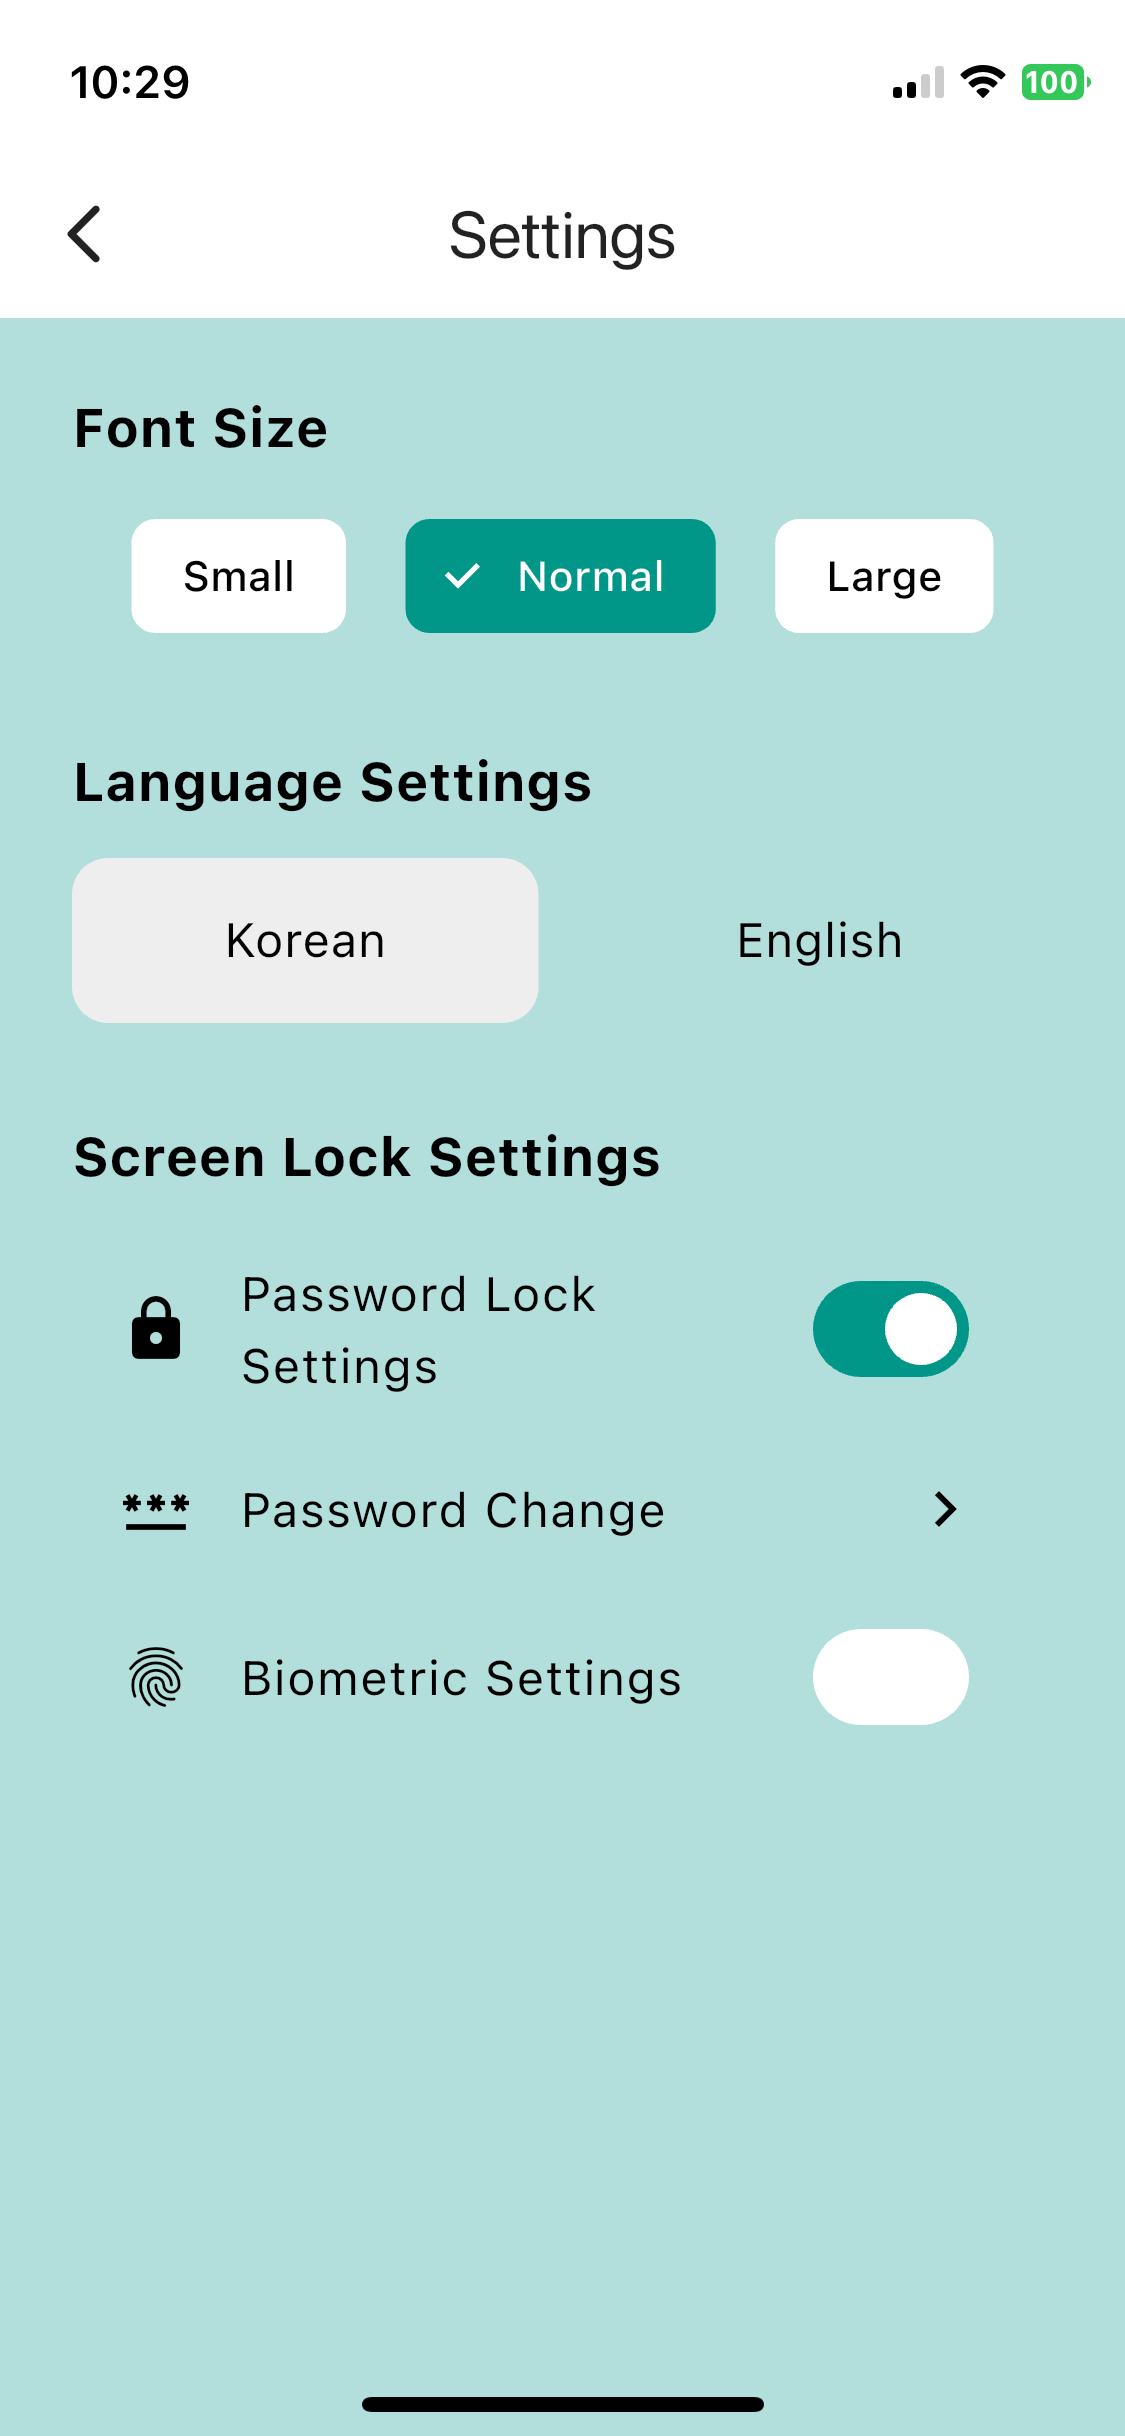 10:29
100
Settings
Font Size
Small
Normal
Large
Language Settings
Korean
English
Screen Lock Settings
Password Lock
Settings
***
Password Change
Biometric Settings